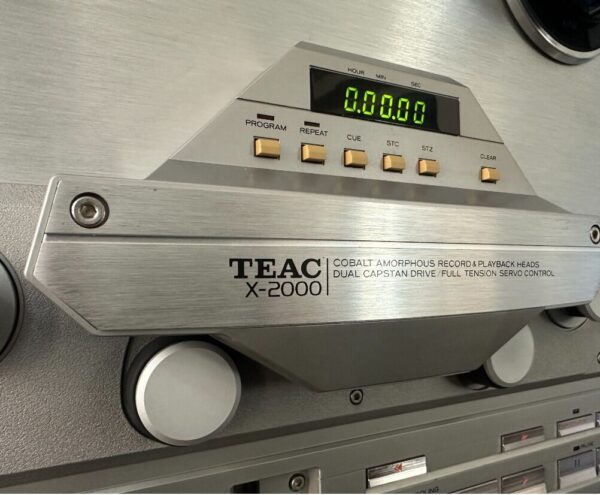 HOUR MIN SEC
0.00.00
PROGRAM REPEAT CUE STC STZ CLEAR
TEAC
X-2000
COBALT AMORPHOUS RECORD & PLAYBACK HEADS
DUAL CAPSTAN DRIVE/FULL TENSION SERVO CONTROL
PAUSE